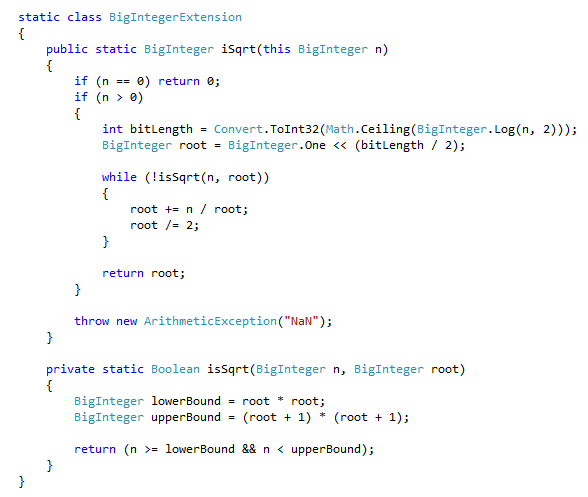 static class BigIntegerExtension
{
    public static BigInteger iSqrt(this BigInteger n)
    {
        if (n == 0) return 0;
        if (n > 0)
        {
            int bitLength = Convert.ToInt32(Math.Ceiling(BigInteger.Log(n, 2)));
            BigInteger root = BigInteger.One << (bitLength / 2);

            while (!isSqrt(n, root))
            {
                root += n / root;
                root /= 2;
            }

            return root;
        }

        throw new ArithmeticException("NaN");
    }

    private static Boolean isSqrt(BigInteger n, BigInteger root)
    {
        BigInteger lowerBound = root * root;
        BigInteger upperBound = (root + 1) * (root + 1);

        return (n >= lowerBound && n < upperBound);
    }
}